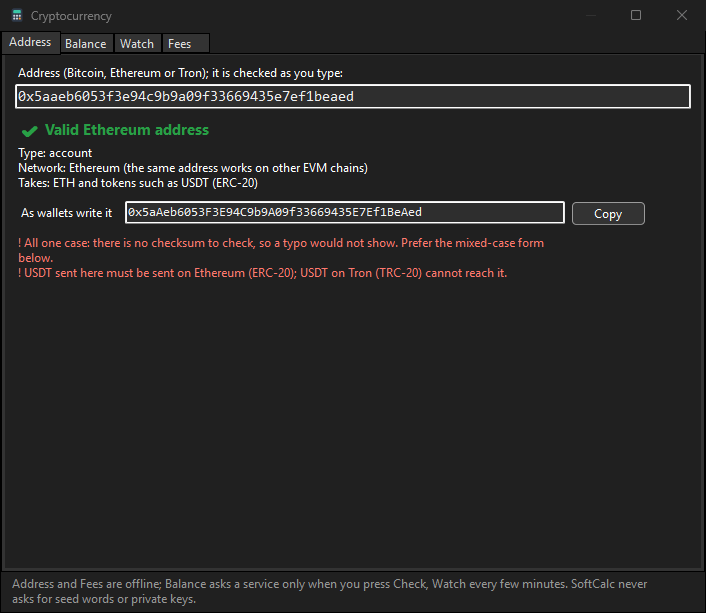 Cryptocurrency
Address Balance Watch Fees
Address (Bitcoin, Ethereum or Tron); it is checked as you type:
0x5aaeb6053f3e94c9b9a09f33669435e7ef1beaed
Valid Ethereum address
Type: account
Network: Ethereum (the same address works on other EVM chains)
Takes: ETH and tokens such as USDT (ERC-20)
As wallets write it 0x5aAeb6053F3E94C9b9A09f33669435E7Ef1BeAed Copy
! All one case: there is no checksum to check, so a typo would not show. Prefer the mixed-case form
below.
! USDT sent here must be sent on Ethereum (ERC-20); USDT on Tron (TRC-20) cannot reach it.
Address and Fees are offline; Balance asks a service only when you press Check, Watch every few minutes. SoftCalc never
asks for seed words or private keys.